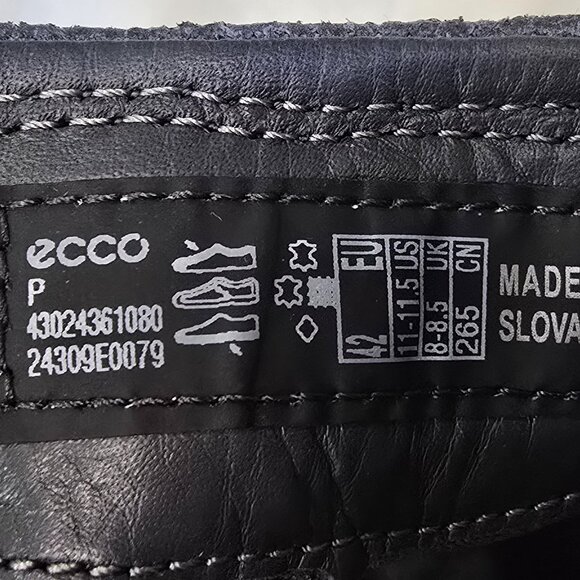 ecco
P
43024361080
24309E0079
EU 42
US 11-11.5
UK 8-8.5
CN 265
MADE
SLOVA